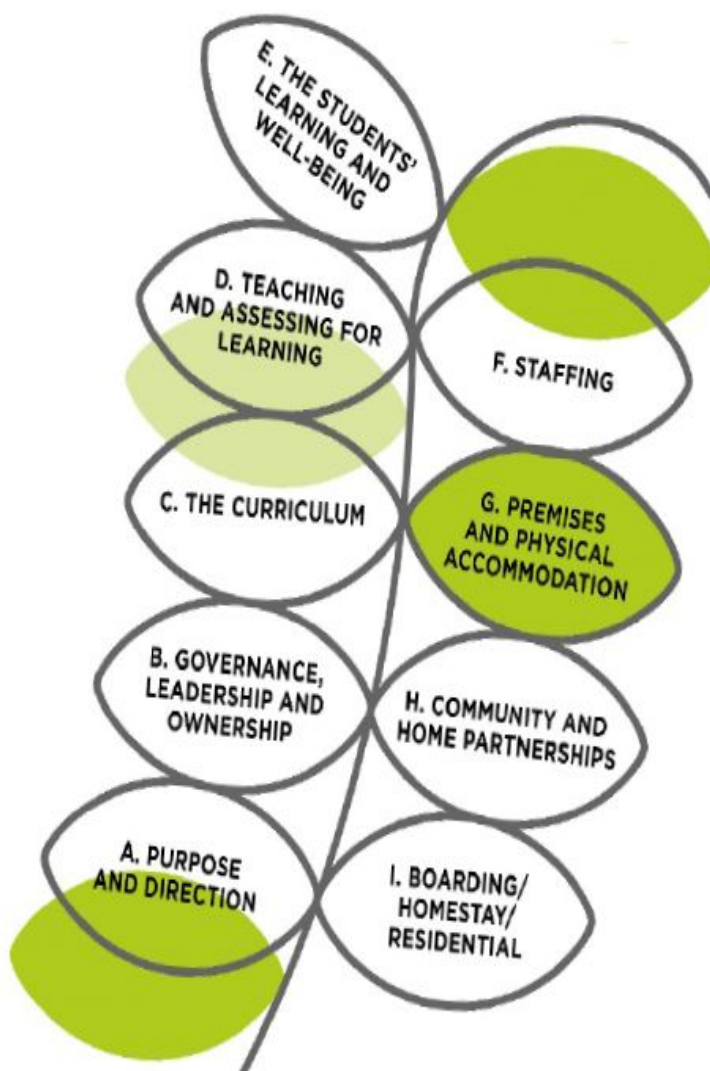 E. THE STUDENTS'
LEARNING AND
WELL-BEING
D. TEACHING
AND ASSESSING FOR
LEARNING
F. STAFFING
C. THE CURRICULUM
G. PREMISES
AND PHYSICAL
ACCOMMODATION
B. GOVERNANCE,
LEADERSHIP AND
OWNERSHIP
H. COMMUNITY AND
HOME PARTNERSHIPS
A. PURPOSE
AND DIRECTION
I. BOARDING/
HOMESTAY/
RESIDENTIAL